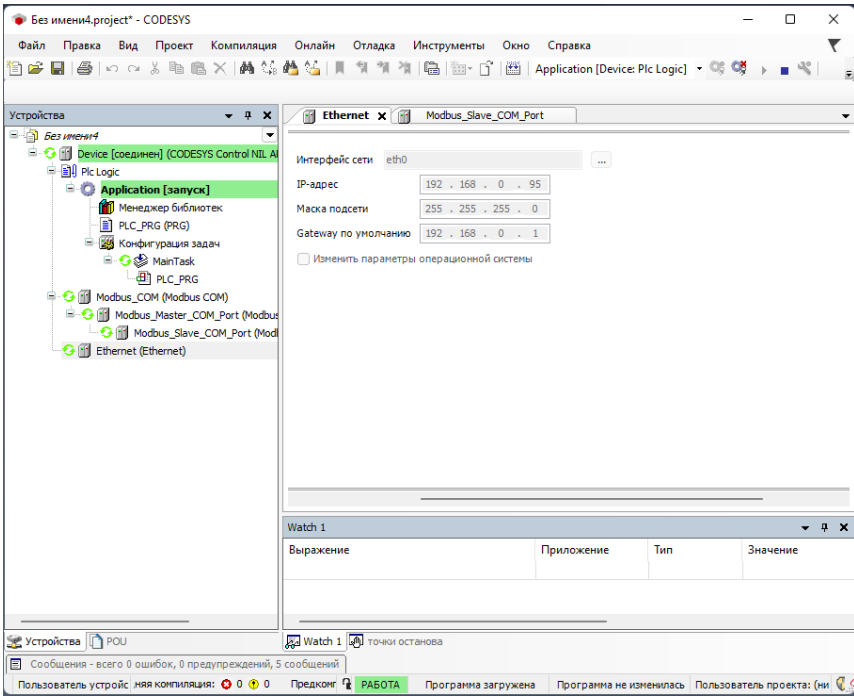 Без имени4.project* - CODESYS
Файл Правка Вид Проект Компиляция Онлайн Отладка Инструменты Окно Справка
Application [Device: Plc Logic]
Устройства
Без имени4
Device [соединен] (CODESYS Control NIL AI
Plc Logic
Application [запуск]
Менеджер библиотек
PLC_PRG (PRG)
Конфигурация задач
MainTask
PLC_PRG
Modbus_COM (Modbus COM)
Modbus_Master_COM_Port (Modbus
Modbus_Slave_COM_Port (Mod
Ethernet (Ethernet)
Устройства POU
Ethernet Modbus_Slave_COM_Port
Интерфейс сети eth0 ...
IP-адрес 192 . 168 . 0 . 95
Маска подсети 255 . 255 . 255 . 0
Gateway по умолчанию 192 . 168 . 0 . 1
Изменить параметры операционной системы
Watch 1
Выражение Приложение Тип Значение
Watch 1 точки останова
Сообщения - всего 0 ошибок, 0 предупреждений, 5 сообщений
Пользователь устройс няя компиляция: 0 0 Предкомг РАБОТА Программа загружена Программа не изменилась Пользователь проекта: (ни